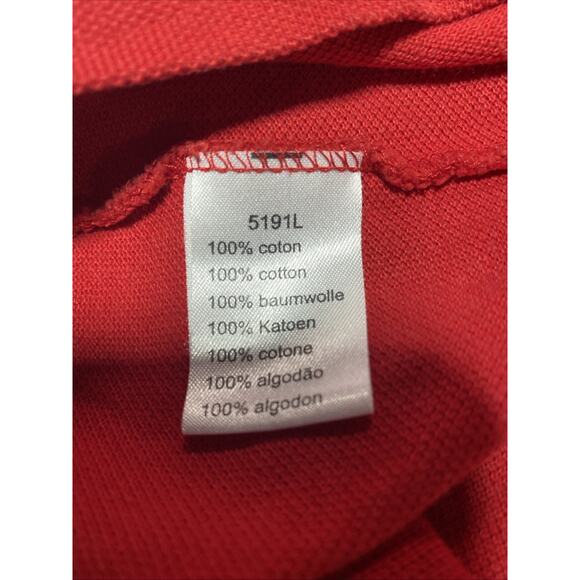 5191L
100% coton
100% cotton
100% baumwolle
100% Katoen
100% cotone
100% algodão
100% algodon